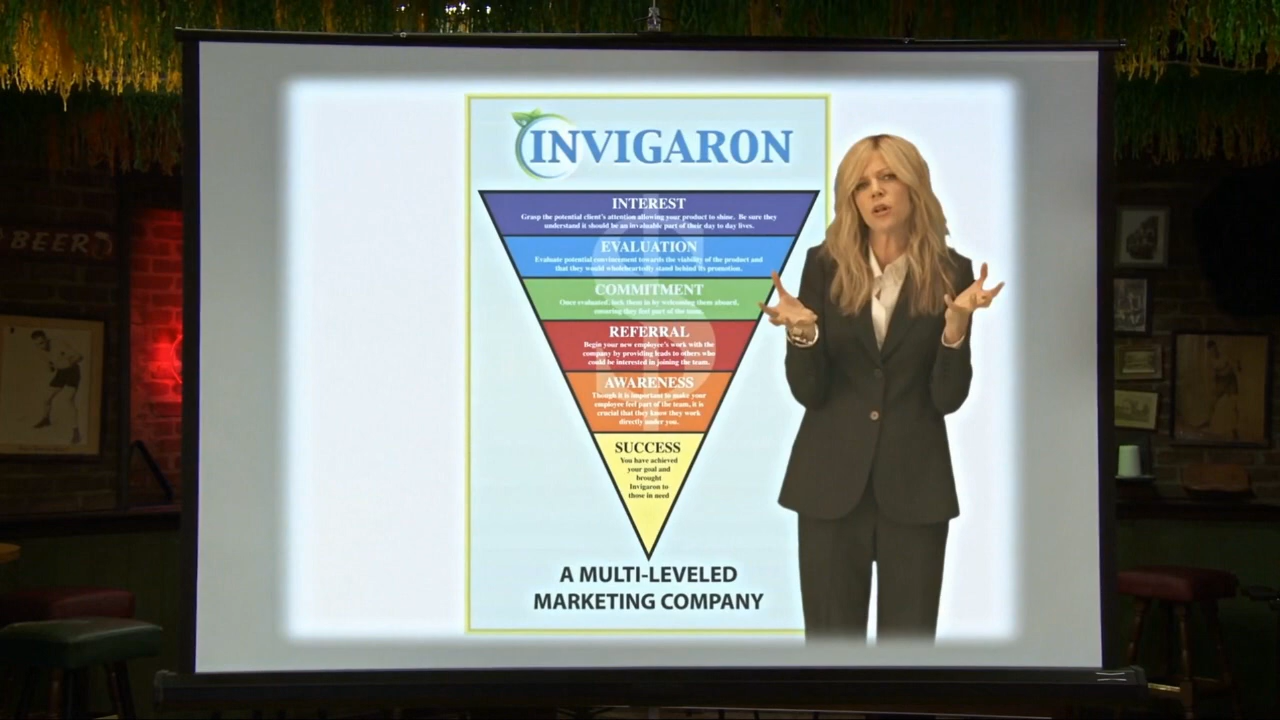 INVIGARON
INTEREST
Grasp the potential client's attention allowing your product to shine. Be sure they
understand it should be an invaluable part of their day to day lives.
EVALUATION
Evaluate potential convincement towards the viability of the product and
that they would wholeheartedly stand behind its promotion.
COMMITMENT
Once evaluated, lock them in by welcoming them aboard,
ensuring they feel part of the team.
REFERRAL
Begin your new employee's work with the
company by providing leads to others who
could be interested in joining the team.
AWARENESS
Though it is important to make your
employee feel part of the team, it is
crucial that they know they work
directly under you.
SUCCESS
You have achieved
your goal and
brought
Invigaron to
those in need
A MULTI-LEVELED
MARKETING COMPANY
BEER